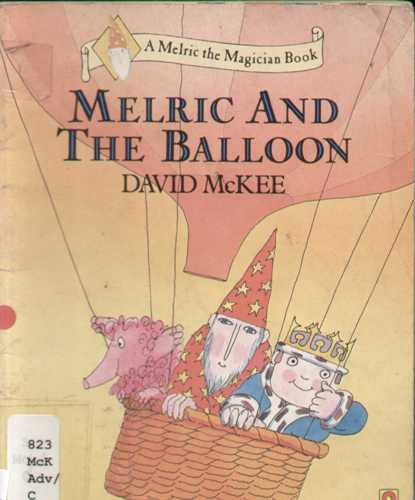 A Melric the Magician Book
MELRIC AND
THE BALLOON
DAVID McKEE
823
McK
Adv/
C